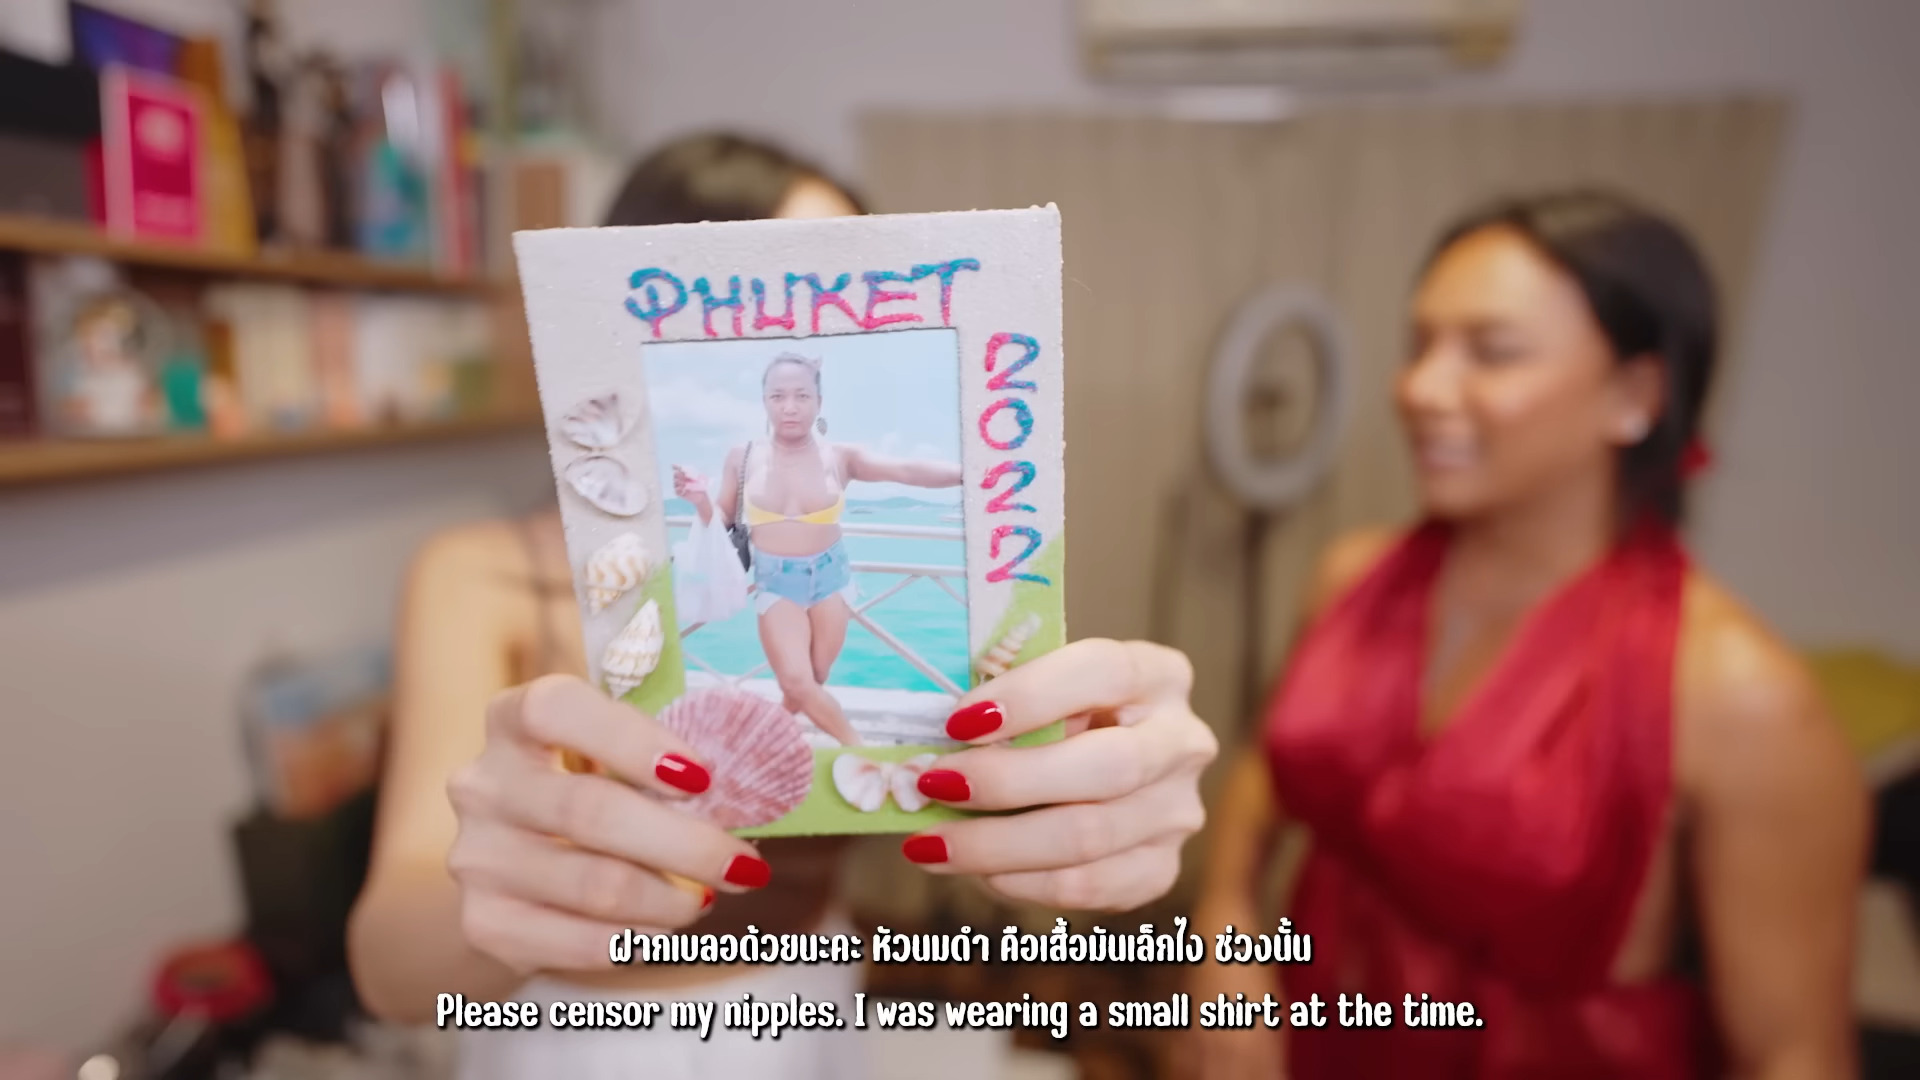 PHUKET
2022
ฝากเบลอด้วยนะคะ หัวนมดำ คือเสื้อมันเล็กไง ช่วงนั้น
Please censor my nipples. I was wearing a small shirt at the time.